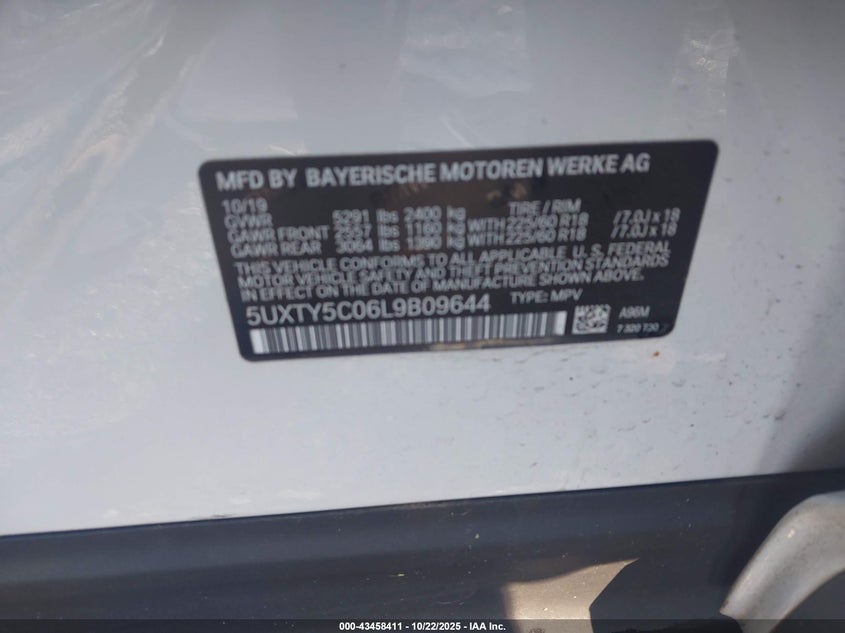 MFD BY BAYERISCHE MOTOREN WERKE AG
10/19 TIRE / RIM
GVWR 5291 lbs 2400 kg
GAWR FRONT 2557 lbs 1160 kg WITH 225/60 R18 /7.0J x 18
GAWR REAR 3064 lbs 1390 kg WITH 225/60 R18 /7.0J x 18
THIS VEHICLE CONFORMS TO ALL APPLICABLE U. S. FEDERAL
MOTOR VEHICLE SAFETY AND THEFT PREVENTION STANDARDS
IN EFFECT ON THE DATE OF MANUFACTURE SHOWN ABOVE.
5UXTY5C06L9B09644 TYPE: MPV
A96M
000-43458411 - 10/22/2025 - IAA Inc.